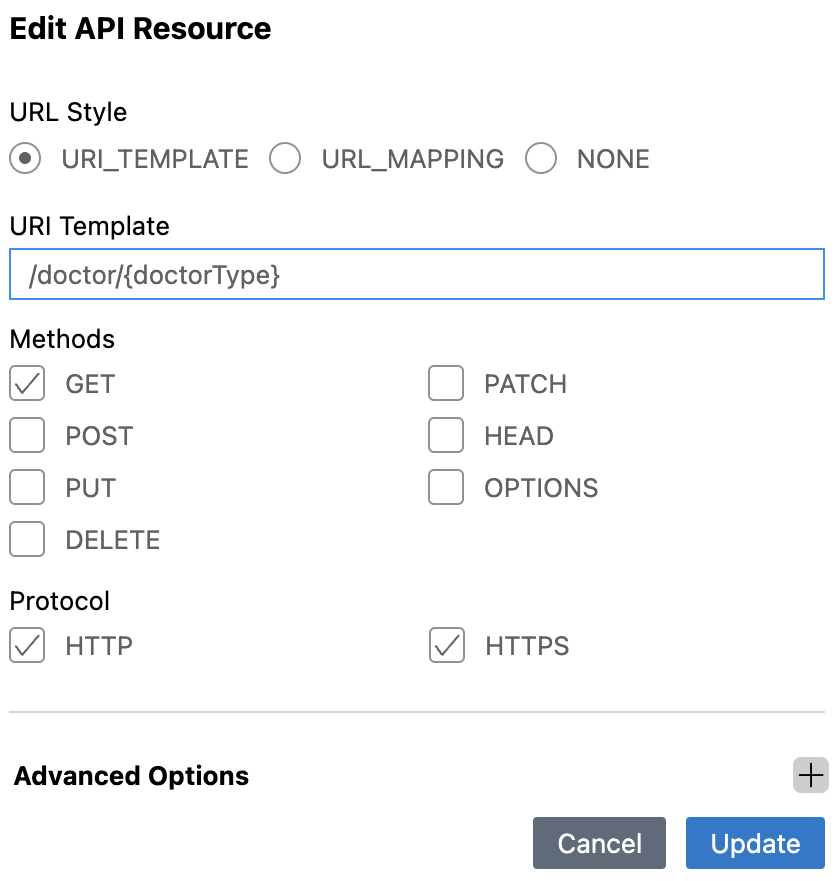 Edit API Resource
URL Style
URI_TEMPLATE URL_MAPPING NONE
URI Template
/doctor/{doctorType}
Methods
GET PATCH
POST HEAD
PUT OPTIONS
DELETE
Protocol
HTTP HTTPS
Advanced Options
Cancel Update